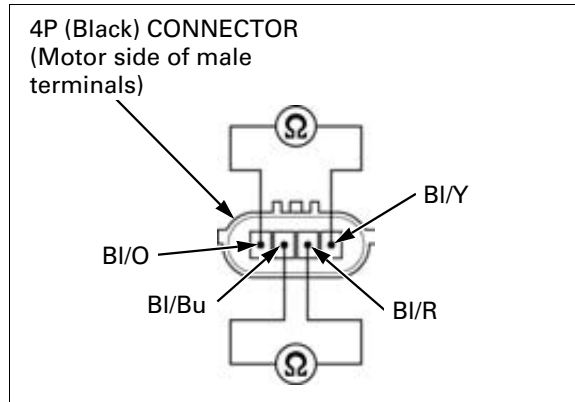 4P (Black) CONNECTOR
(Motor side of male
terminals)
Ω
Bl/Y
Bl/O
Bl/Bu
Bl/R
Ω